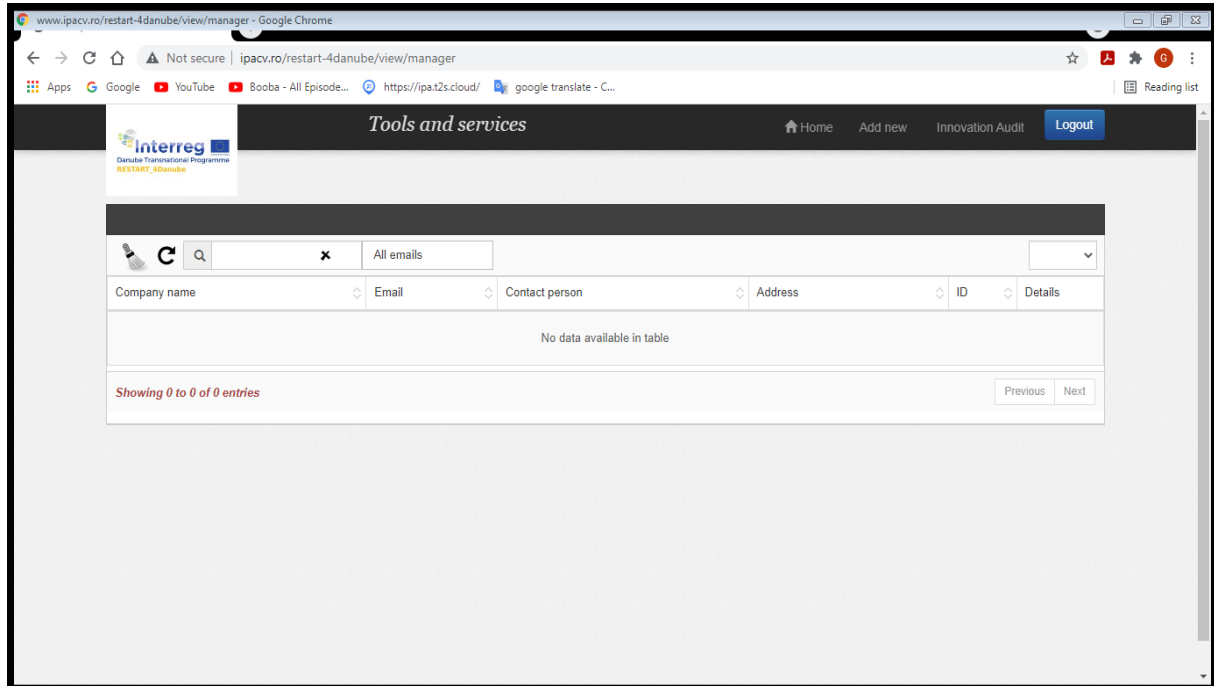 www.ipacv.ro/restart-4danube/view/manager - Google Chrome
Not secure | ipacv.ro/restart-4danube/view/manager
G
Apps G Google YouTube Booba - All Episode... https://ipa.t2s.cloud/ google translate - C... Reading list
Tools and services Home Add new Innovation Audit Logout
Interreg
Danube Transnational Programme
RESTART_4Danube
All emails
Company name Email Contact person Address ID Details
No data available in table
Showing 0 to 0 of 0 entries Previous Next